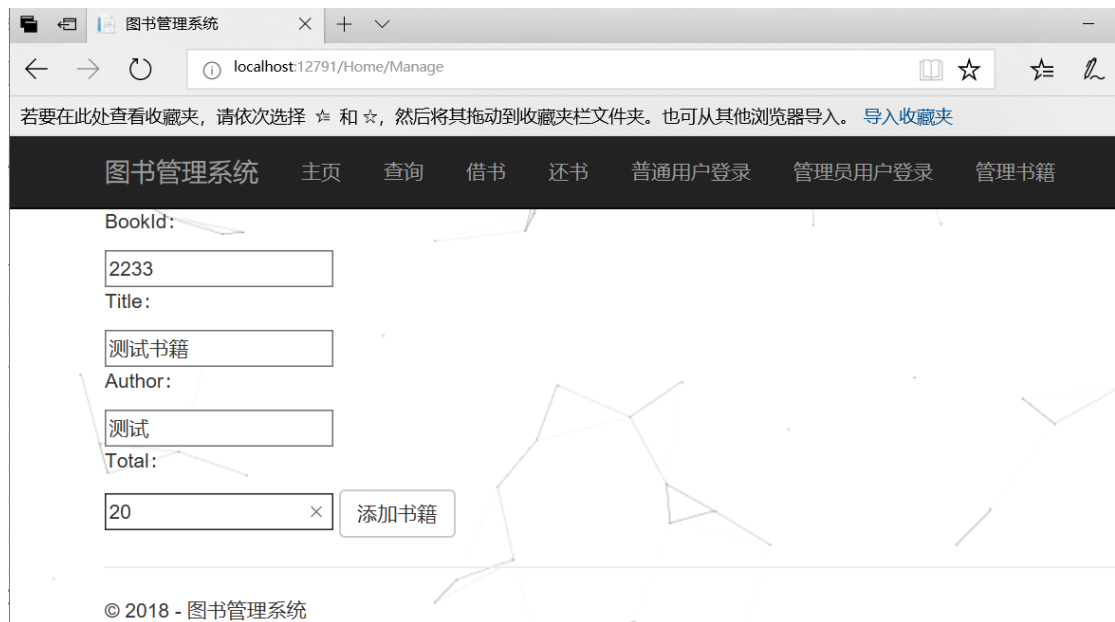 图书管理系统
localhost:12791/Home/Manage
若要在此处查看收藏夹，请依次选择 和 ，然后将其拖动到收藏夹栏文件夹。也可从其他浏览器导入。 导入收藏夹
图书管理系统 主页 查询 借书 还书 普通用户登录 管理员用户登录 管理书籍
BookId:
2233
Title:
测试书籍
Author:
测试
Total:
20 添加书籍
© 2018 - 图书管理系统